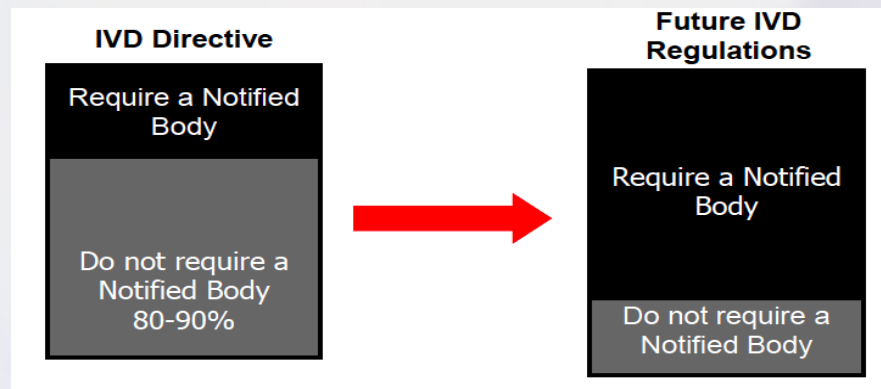 IVD Directive
Require a Notified
Body
Do not require a
Notified Body
80-90%
Future IVD
Regulations
Require a Notified
Body
Do not require a
Notified Body